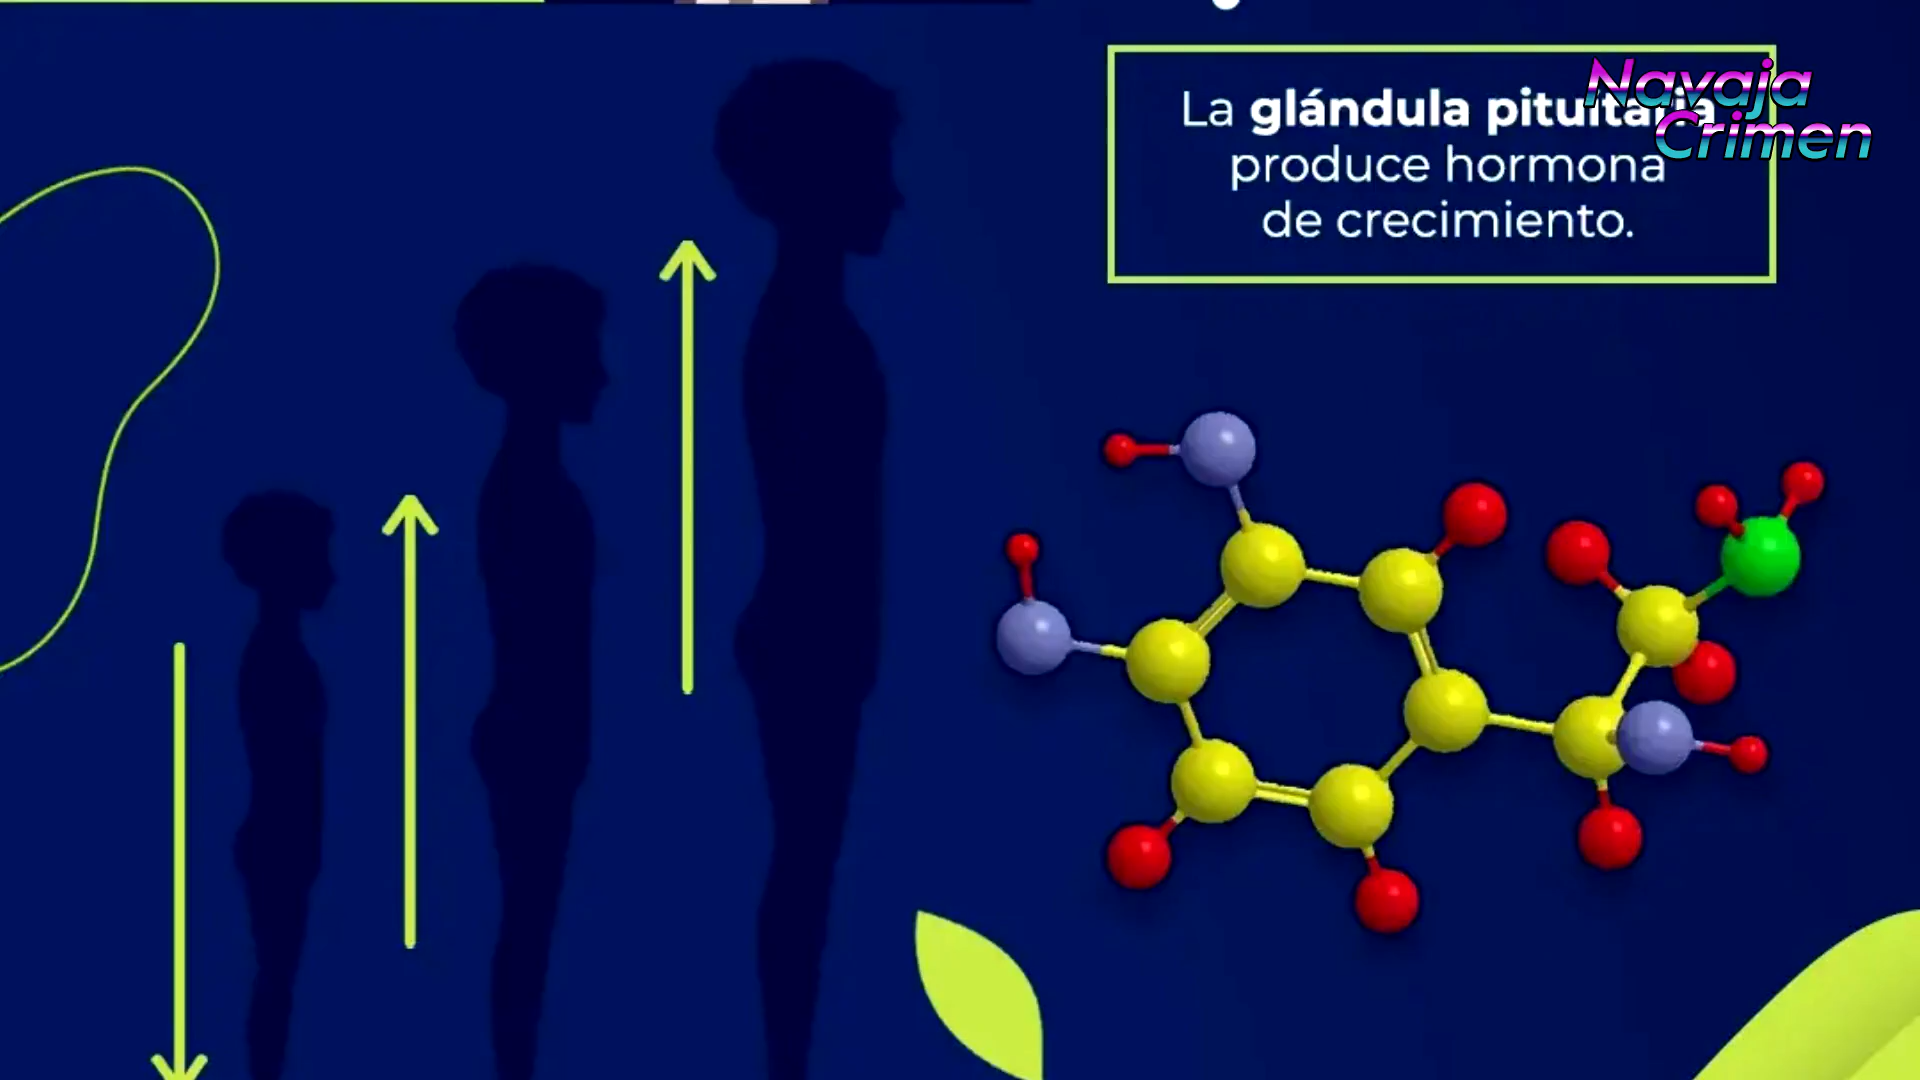 La glándula pituitaria
produce hormona
de crecimiento.
Navaja
Crimen